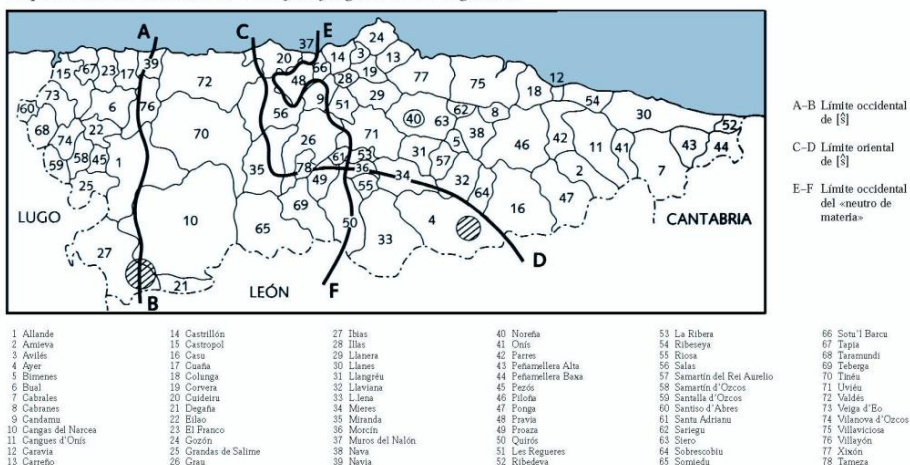 A
C
E
37
24
39
20
14
3
13
15
67
23
17
66
19
77
75
12
72
48
28
18
73
6
76
9
51
29
54
60
56
40
63
62
8
30
52
68
74
22
70
26
71
5
38
46
42
11
41
43
44
59
58
45
1
61
53
31
57
2
7
25
35
78
49
36
34
32
64
55
47
LUGO
10
69
50
4
16
CANTABRIA
65
33
27
D
21
LEÓN
B
F
A–B Límite occidental
de [ŝ]
C–D Límite oriental
de [ŝ]
E–F Límite occidental
del «neutro de
materia»
1 Allande
2 Amieva
3 Avilés
4 Ayer
5 Bimenes
6 Bual
7 Cabrales
8 Cabranes
9 Candamu
10 Cangas del Narcea
11 Cangues d'Onís
12 Caravia
13 Carreño
14 Castrillón
15 Castropol
16 Casu
17 Cuaña
18 Colunga
19 Corvera
20 Cuideiru
21 Degaña
22 Eilao
23 El Franco
24 Gozón
25 Grandas de Salime
26 Grau
27 Ibias
28 Illas
29 Llanera
30 Llanes
31 Llangréu
32 Llaviana
33 L.lena
34 Mieres
35 Miranda
36 Morcín
37 Muros del Nalón
38 Nava
39 Navia
40 Noreña
41 Onís
42 Parres
43 Peñamellera Alta
44 Peñamellera Baxa
45 Pezós
46 Piloña
47 Ponga
48 Pravia
49 Proaza
50 Quirós
51 Les Regueres
52 Ribedeva
53 La Ribera
54 Ribeseya
55 Riosa
56 Salas
57 Samartín del Rei Aurelio
58 Samartín d'Ozcos
59 Santalla d'Ozcos
60 Santiso d'Abres
61 Santu Adrianu
62 Sariegu
63 Siero
64 Sobrescobiu
65 Somiedu
66 Sotu'l Barcu
67 Tapia
68 Taramundi
69 Teberga
70 Tinéu
71 Uviéu
72 Valdés
73 Veiga d'Eo
74 Vilanova d'Ozcos
75 Villaviciosa
76 Villayón
77 Xixón
78 Tameza